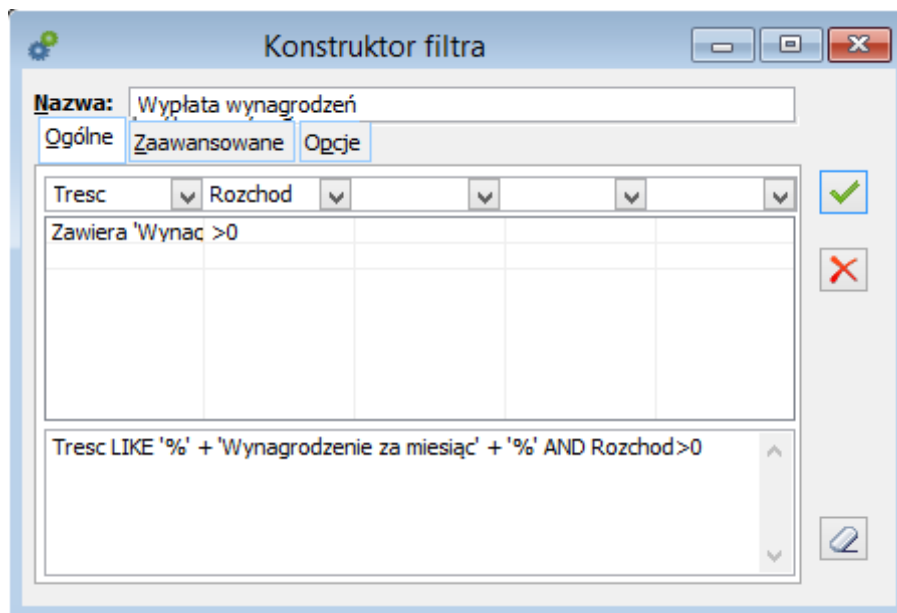 Konstruktor filtra
Nazwa: Wypłata wynagrodzeń
Ogólne Zaawansowane Opcje
Tresc Rozchod
Zawiera 'Wynag >0
Tresc LIKE '%' + 'Wynagrodzenie za miesiąc' + '%' AND Rozchod>0